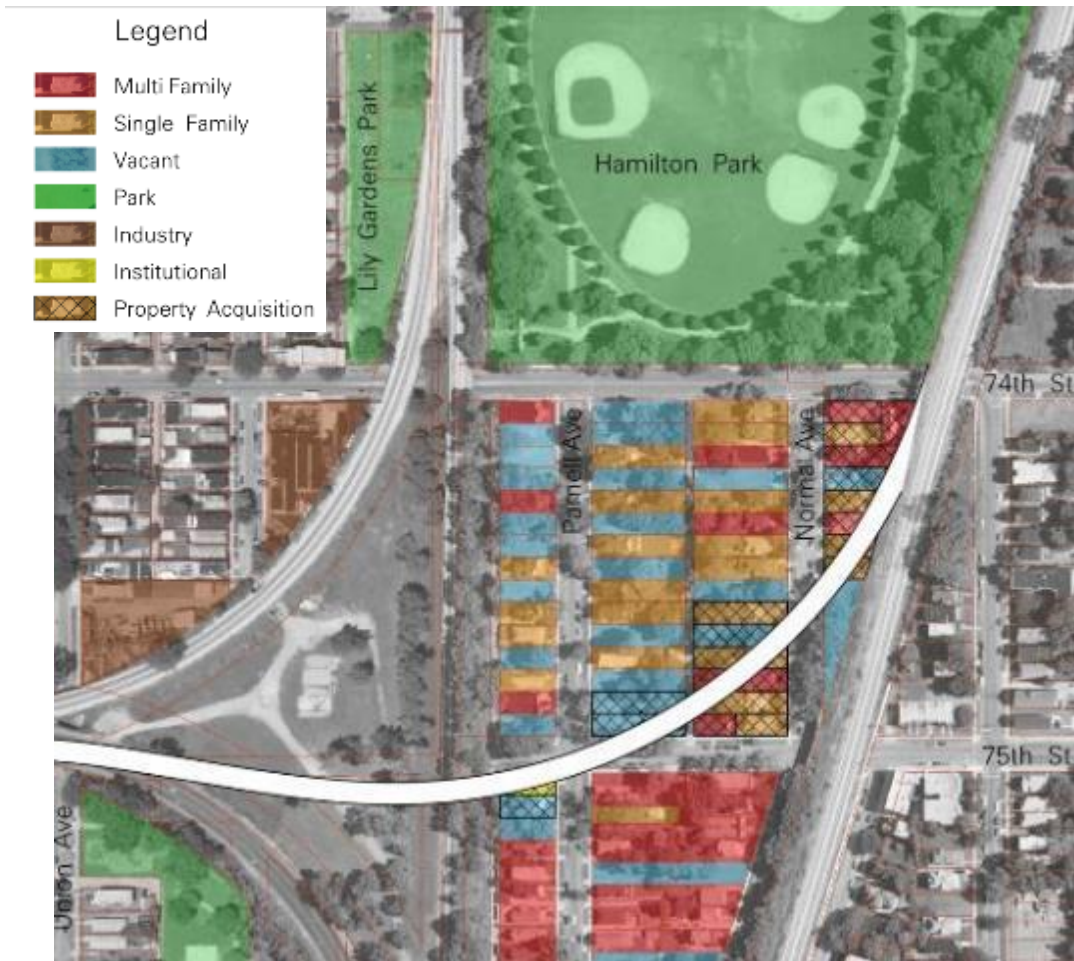 Legend
Multi Family
Single Family
Vacant
Park
Industry
Institutional
Property Acquisition
Lily Gardens Park
Hamilton Park
74th St
Parnell Ave
Normal Ave
75th St
Union Ave